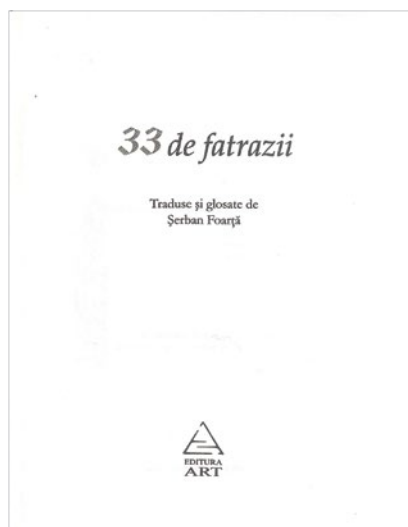 33 de fatrazii
Traduse și glosate de
Șerban Foarță
EDITURA
ART